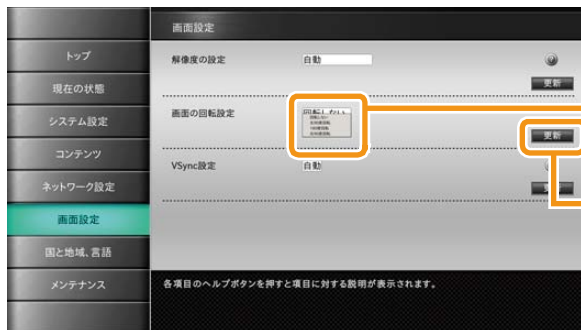 画面設定
トップ
現在の状態
システム設定
コンテンツ
ネットワーク設定
画面設定
国と地域、言語
メンテナンス
解像度の設定
自動
更新
画面の回転設定
回転しない
更新
VSync設定
自動
各項目のヘルプボタンを押すと項目に対する説明が表示されます。